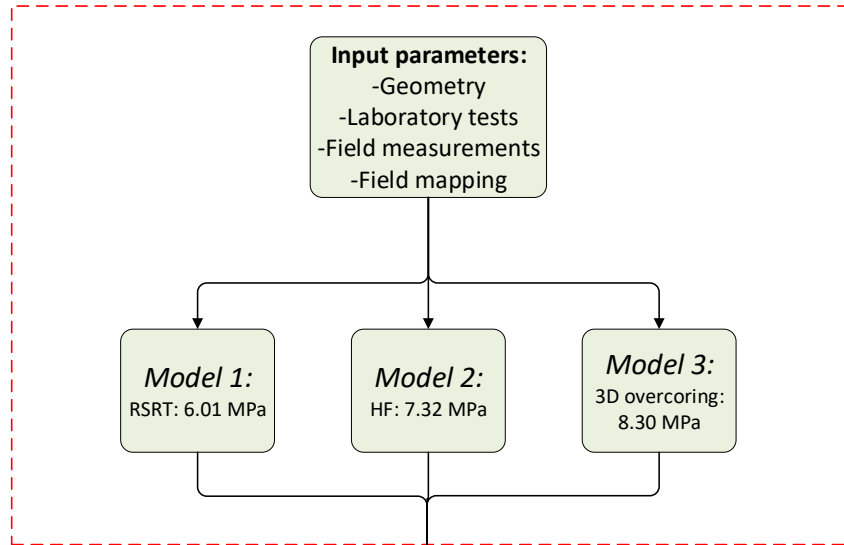 Input parameters:
-Geometry
-Laboratory tests
-Field measurements
-Field mapping
Model 1:
RSRT: 6.01 MPa
Model 2:
HF: 7.32 MPa
Model 3:
3D overcoring:
8.30 MPa